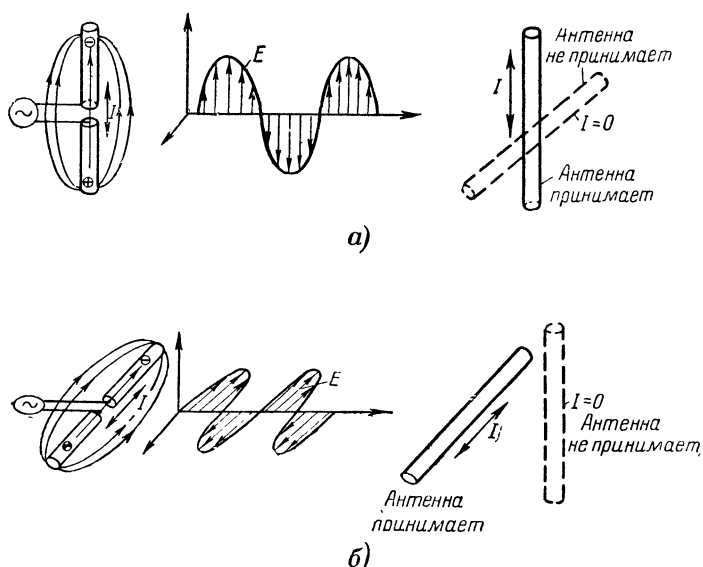 I
E
Антенна
не принимает
I
I=0
Антенна
принимает
а)
I
E
I=0
Антенна
не принимает
I
Антенна
принимает
б)